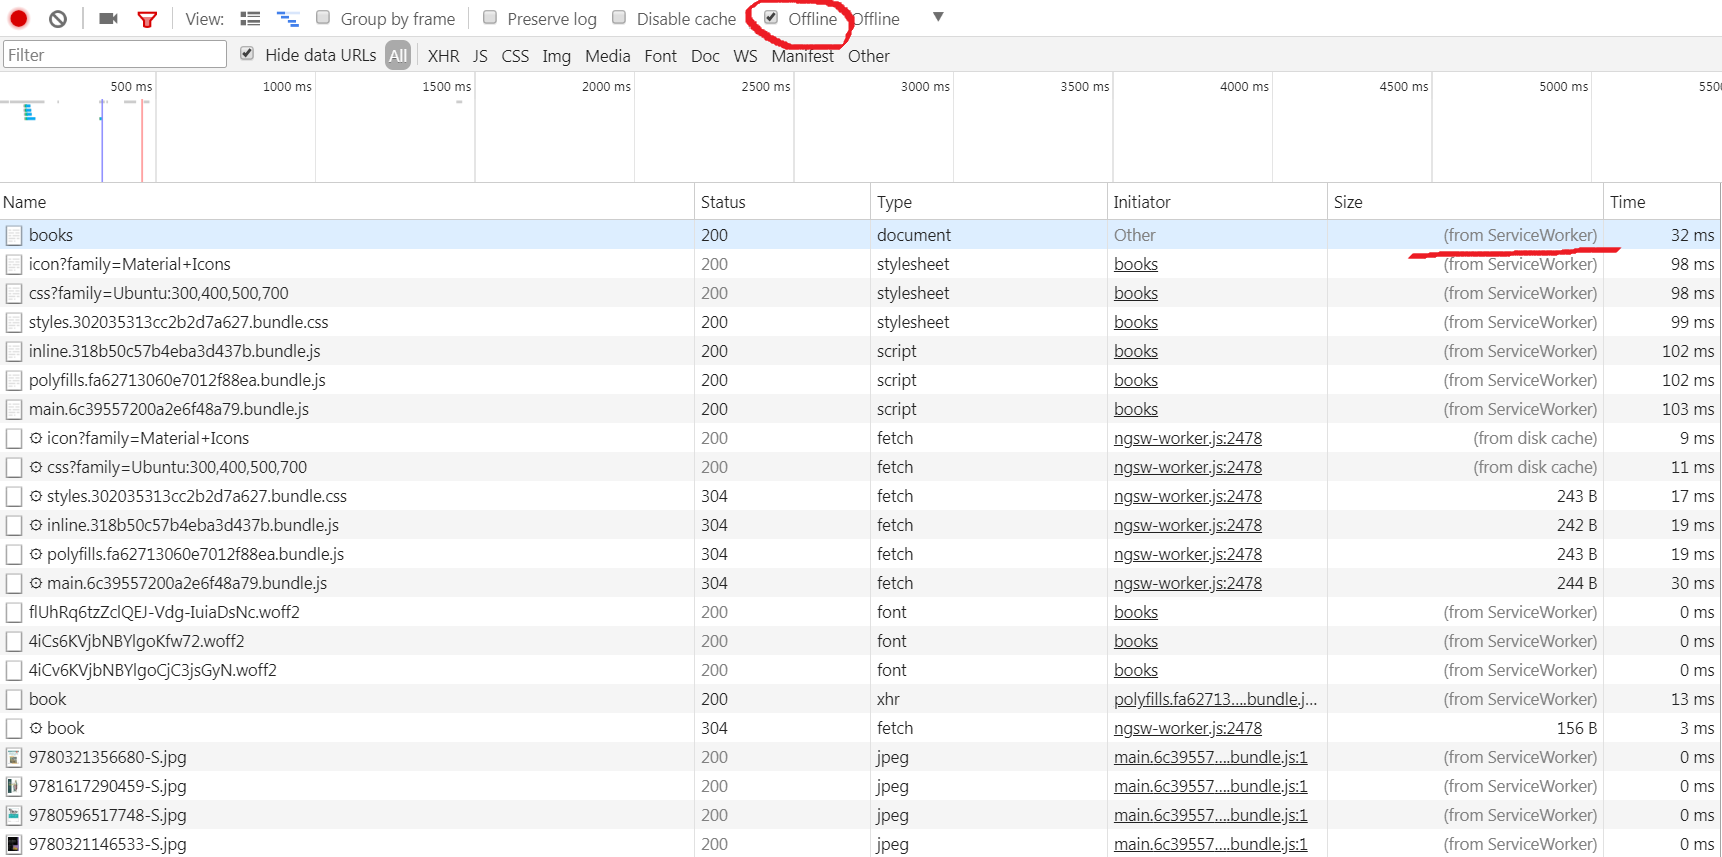 View: Group by frame Preserve log Disable cache Offline Offline ▼
Filter Hide data URLs All XHR JS CSS Img Media Font Doc WS Manifest Other
500 ms 1000 ms 1500 ms 2000 ms 2500 ms 3000 ms 3500 ms 4000 ms 4500 ms 5000 ms 5500
Name Status Type Initiator Size Time
books 200 document Other (from ServiceWorker) 32 ms
icon?family=Material+Icons 200 stylesheet books (from ServiceWorker) 98 ms
css?family=Ubuntu:300,400,500,700 200 stylesheet books (from ServiceWorker) 98 ms
styles.302035313cc2b2d7a627.bundle.css 200 stylesheet books (from ServiceWorker) 99 ms
inline.318b50c57b4eba3d437b.bundle.js 200 script books (from ServiceWorker) 102 ms
polyfills.fa62713060e7012f88ea.bundle.js 200 script books (from ServiceWorker) 102 ms
main.6c39557200a2e6f48a79.bundle.js 200 script books (from ServiceWorker) 103 ms
icon?family=Material+Icons 200 fetch ngsw-worker.js:2478 (from disk cache) 9 ms
css?family=Ubuntu:300,400,500,700 200 fetch ngsw-worker.js:2478 (from disk cache) 11 ms
styles.302035313cc2b2d7a627.bundle.css 304 fetch ngsw-worker.js:2478 243 B 17 ms
inline.318b50c57b4eba3d437b.bundle.js 304 fetch ngsw-worker.js:2478 242 B 19 ms
polyfills.fa62713060e7012f88ea.bundle.js 304 fetch ngsw-worker.js:2478 243 B 19 ms
main.6c39557200a2e6f48a79.bundle.js 304 fetch ngsw-worker.js:2478 244 B 30 ms
flUhRq6tzZclQEJ-Vdg-IuiaDsNc.woff2 200 font books (from ServiceWorker) 0 ms
4iCs6KVjbNBYlgoKfw72.woff2 200 font books (from ServiceWorker) 0 ms
4iCv6KVjbNBYlgoCjC3jsGyN.woff2 200 font books (from ServiceWorker) 0 ms
book 200 xhr polyfills.fa62713....bundle.j... (from ServiceWorker) 13 ms
book 304 fetch ngsw-worker.js:2478 156 B 3 ms
9780321356680-S.jpg 200 jpeg main.6c39557....bundle.js:1 (from ServiceWorker) 0 ms
9781617290459-S.jpg 200 jpeg main.6c39557....bundle.js:1 (from ServiceWorker) 0 ms
9780596517748-S.jpg 200 jpeg main.6c39557....bundle.js:1 (from ServiceWorker) 0 ms
9780321146533-S.jpg 200 jpeg main.6c39557....bundle.js:1 (from ServiceWorker) 0 ms